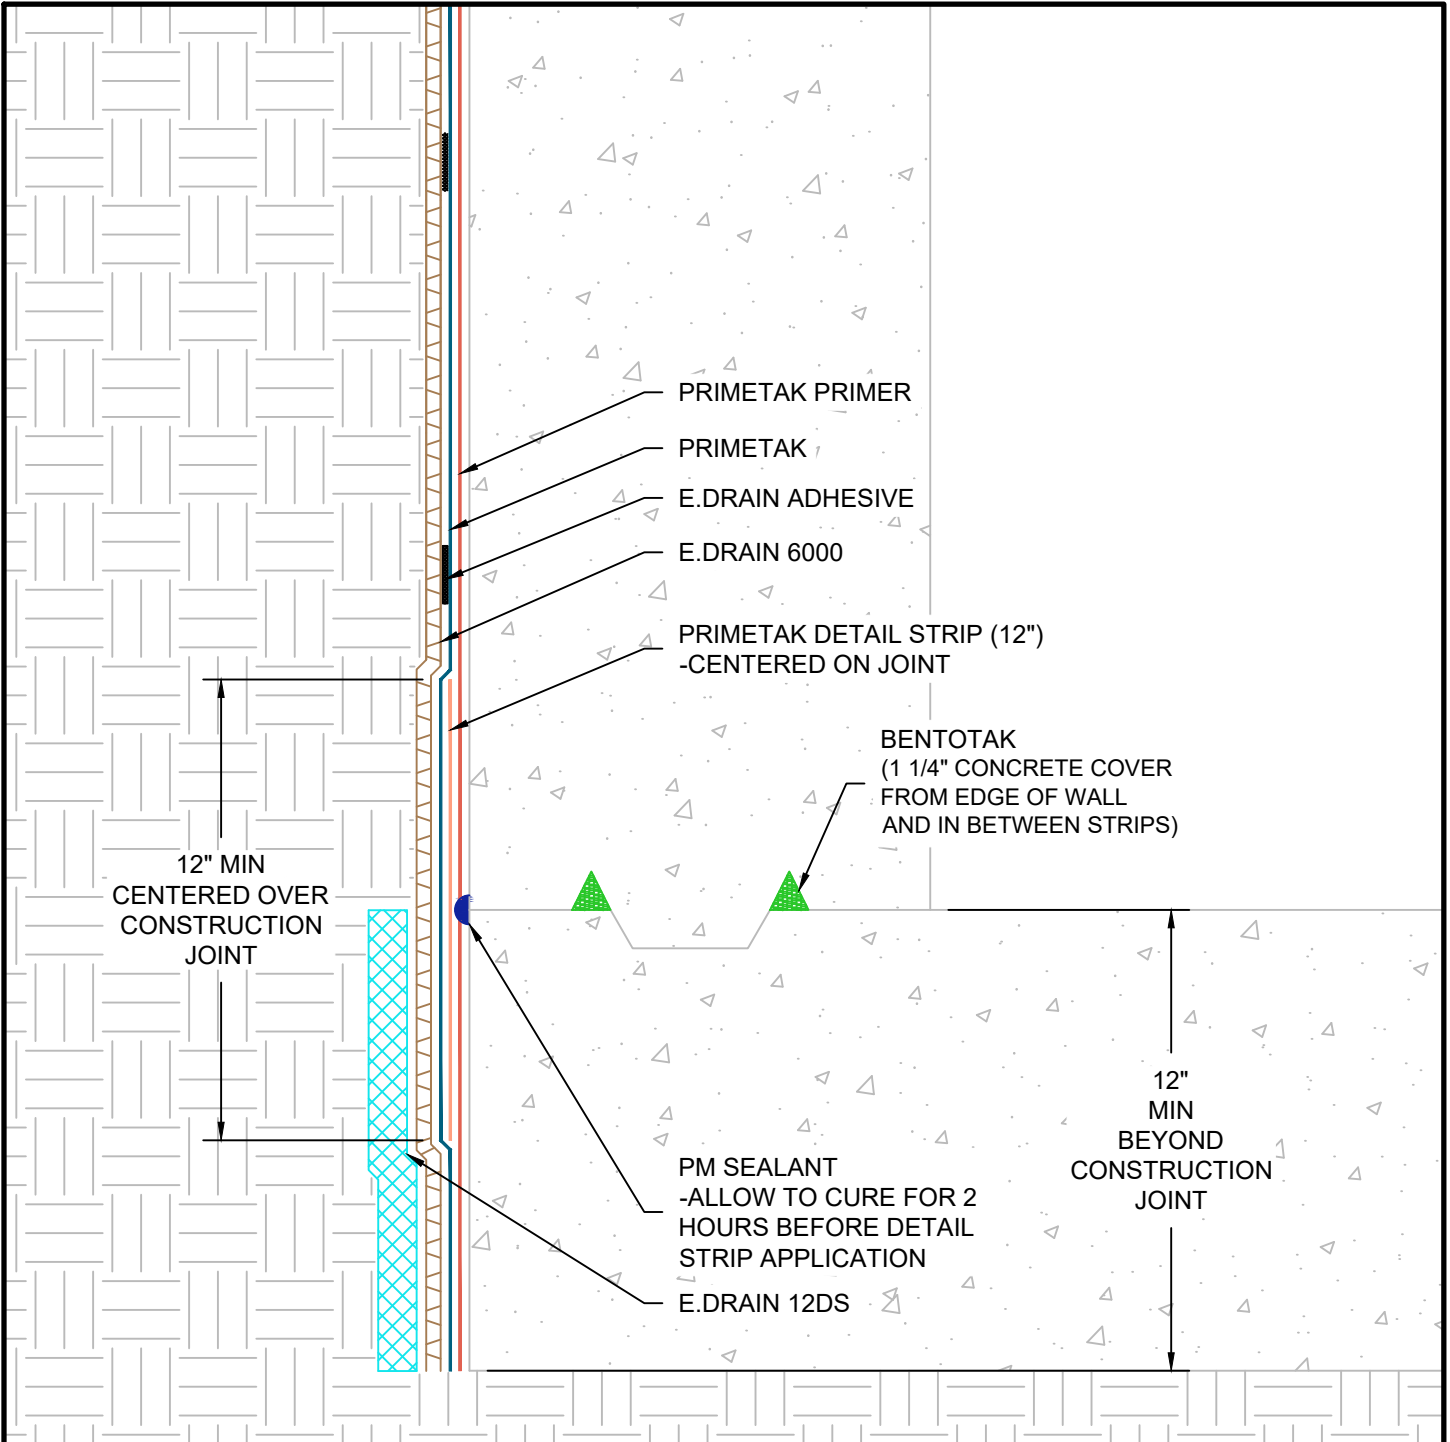 PRIMETAK PRIMER
PRIMETAK
E.DRAIN ADHESIVE
E.DRAIN 6000
PRIMETAK DETAIL STRIP (12")
-CENTERED ON JOINT
BENTOTAK
(1 1/4" CONCRETE COVER
FROM EDGE OF WALL
AND IN BETWEEN STRIPS)
12" MIN
CENTERED OVER
CONSTRUCTION
JOINT
12"
MIN
BEYOND
CONSTRUCTION
JOINT
PM SEALANT
-ALLOW TO CURE FOR 2
HOURS BEFORE DETAIL
STRIP APPLICATION
E.DRAIN 12DS